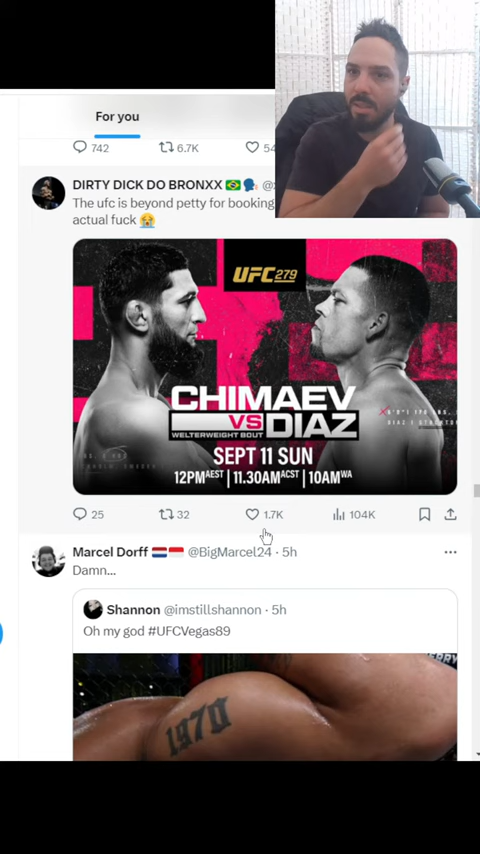 For you
742
6.7K
54
DIRTY DICK DO BRONXX
The ufc is beyond petty for booking
actual fuck
UFC 279
CHIMAEV
VS
DIAZ
WELTERWEIGHT BOUT
SEPT 11 SUN
12PM AEST | 11.30AM ACST | 10AM WA
25
32
1.7K
104K
Marcel Dorff @BigMarcel24 · 5h
Damn...
Shannon @imstillshannon · 5h
Oh my god #UFCVegas89
1970